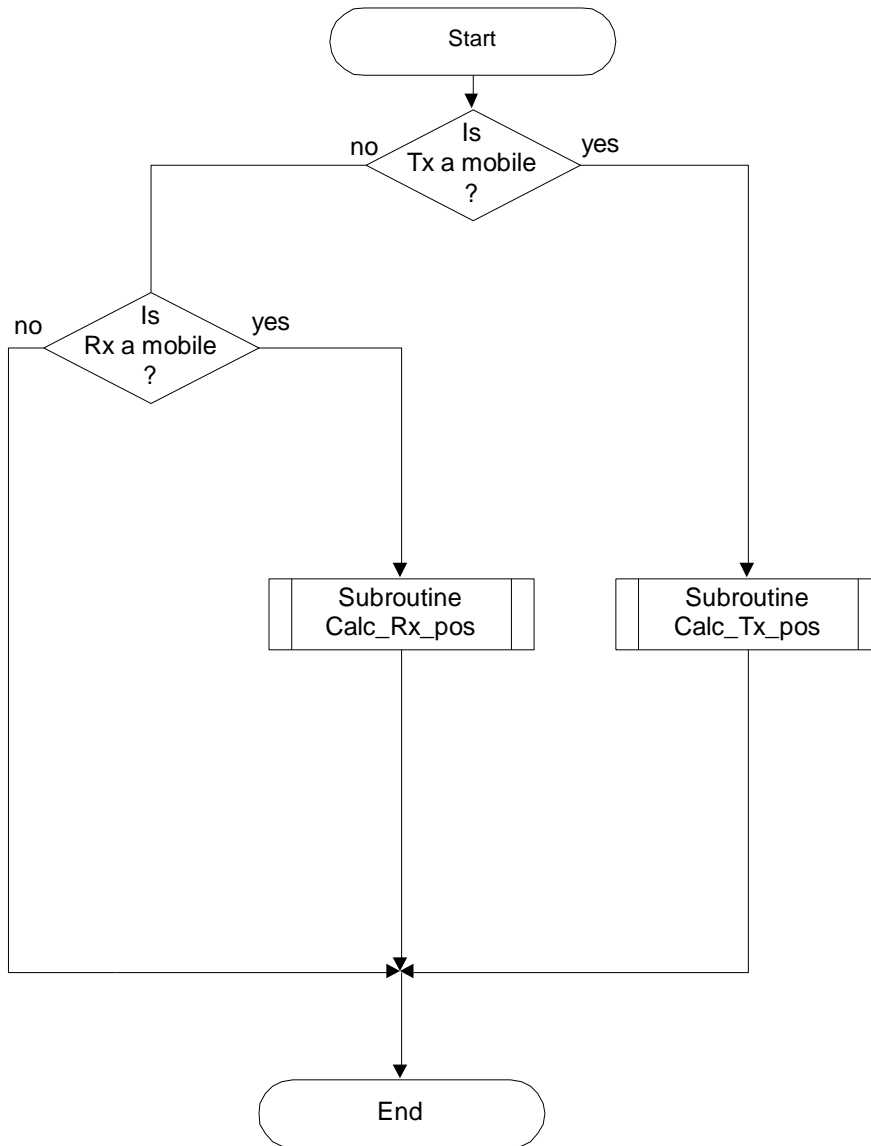 Start
Is
Tx a mobile
?
no
yes
Is
Rx a mobile
?
no
yes
Subroutine
Calc_Rx_pos
Subroutine
Calc_Tx_pos
End